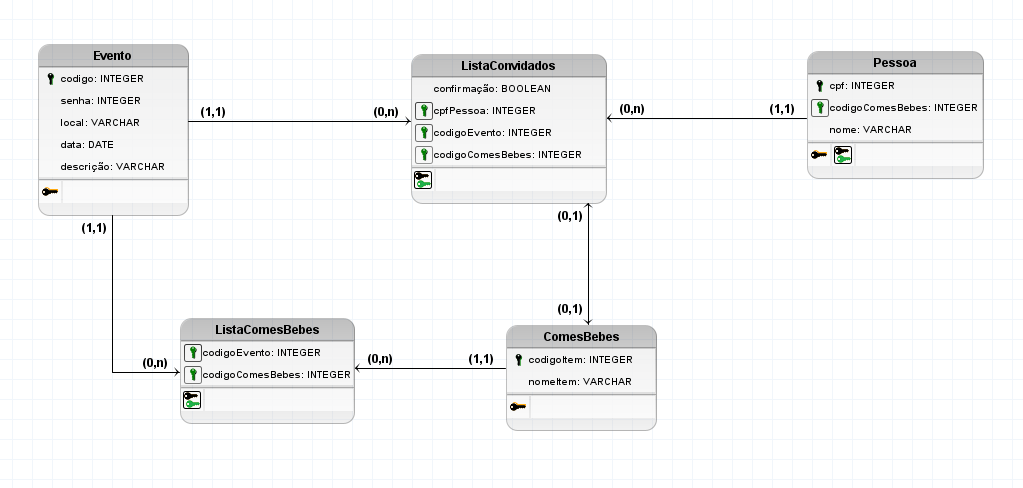 Evento
codigo: INTEGER
senha: INTEGER
local: VARCHAR
data: DATE
descrição: VARCHAR
(1,1)
(0,n)
ListaConvidados
confirmação: BOOLEAN
cpfPessoa: INTEGER
codigoEvento: INTEGER
codigoComesBebes: INTEGER
(0,n)
(1,1)
Pessoa
cpf: INTEGER
codigoComesBebes: INTEGER
nome: VARCHAR
(1,1)
(0,n)
(0,1)
(0,1)
ListaComesBebes
codigoEvento: INTEGER
codigoComesBebes: INTEGER
(0,n)
(1,1)
ComesBebes
codigoItem: INTEGER
nomeItem: VARCHAR